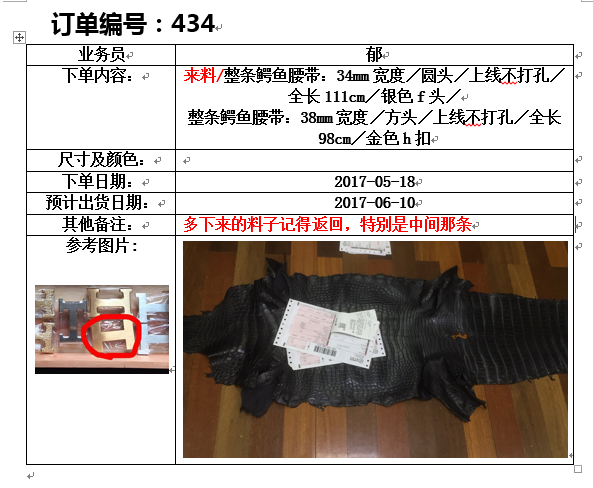 订单编号：434
业务员
郁
下单内容：
来料/整条鳄鱼腰带：34mm 宽度／圆头／上线不打孔／
全长 111cm／银色 f 头／
整条鳄鱼腰带：38mm 宽度／方头／上线不打孔／全长
98cm／金色 h 扣
尺寸及颜色：
下单日期：
2017-05-18
预计出货日期：
2017-06-10
其他备注：
多下来的料子记得返回，特别是中间那条
参考图片: